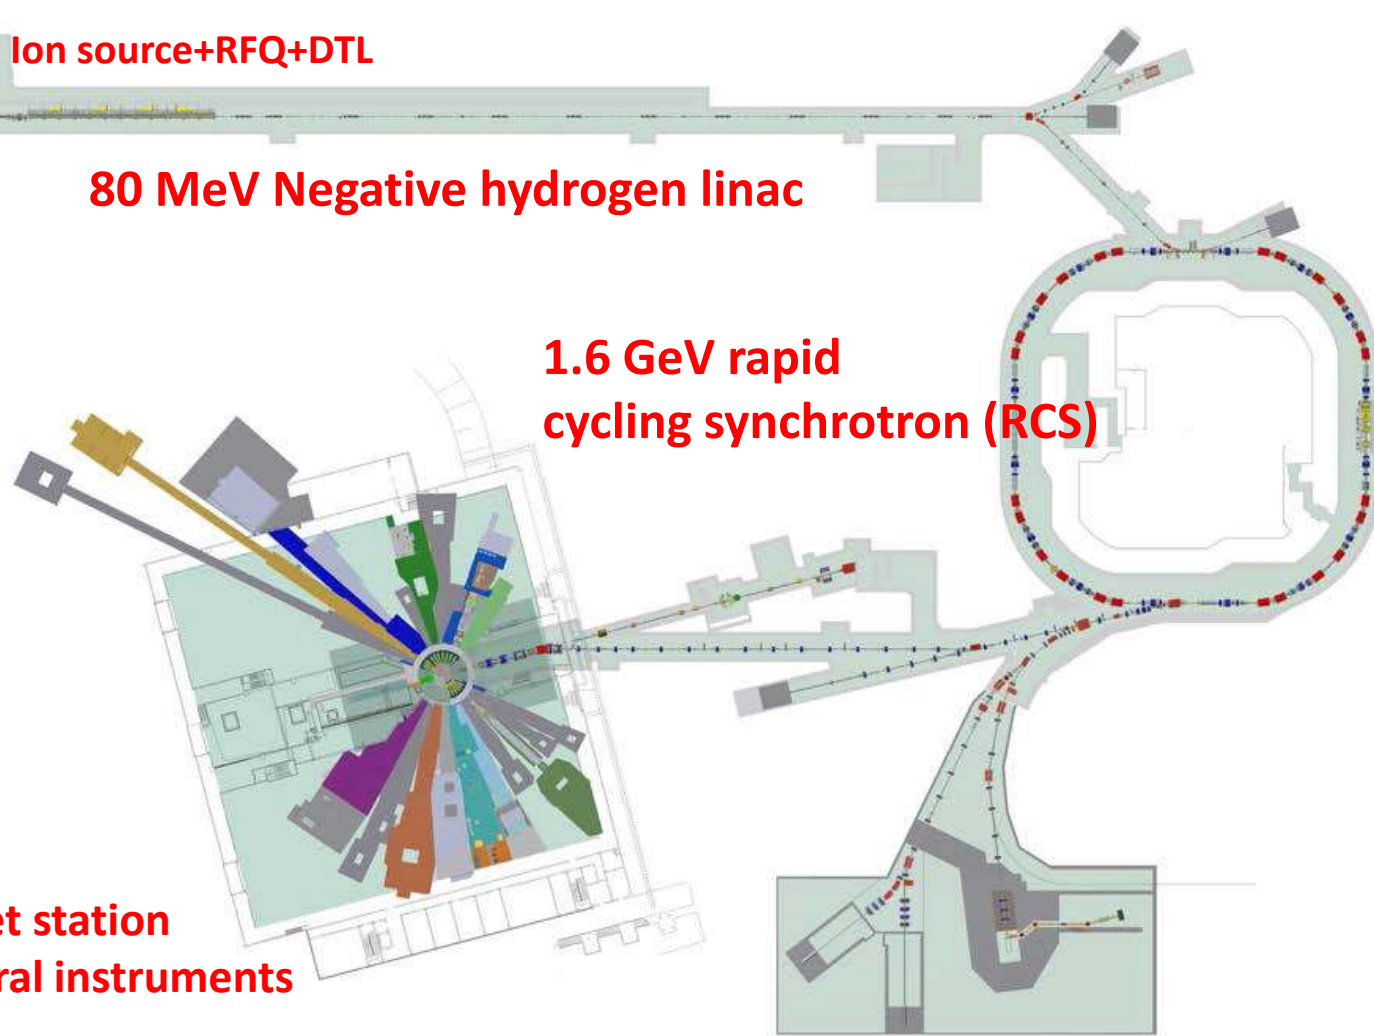 Ion source+RFQ+DTL
80 MeV Negative hydrogen linac
1.6 GeV rapid
cycling synchrotron (RCS)
et station
ral instruments